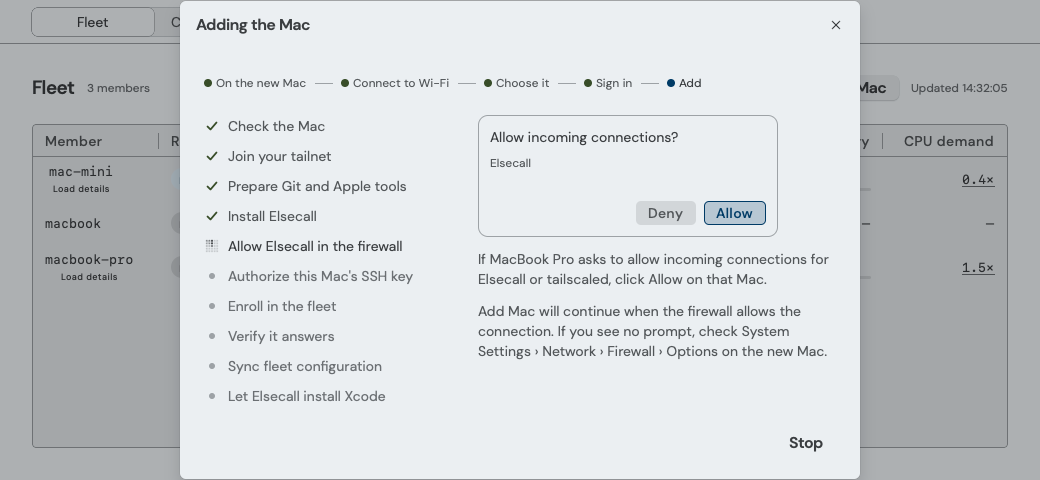 Adding the Mac
Fleet
C
On the new Mac
Connect to Wi-Fi
Choose it
Sign in
Add
Fleet
3 members
Mac
Updated 14:32:05
Check the Mac
Join your tailnet
Prepare Git and Apple tools
Install Elsecall
Allow Elsecall in the firewall
Authorize this Mac's SSH key
Enroll in the fleet
Verify it answers
Sync fleet configuration
Let Elsecall install Xcode
Allow incoming connections?
Elsecall
Deny
Allow
If MacBook Pro asks to allow incoming connections for
Elsecall or tailscaled, click Allow on that Mac.
Add Mac will continue when the firewall allows the
connection. If you see no prompt, check System
Settings › Network › Firewall › Options on the new Mac.
Stop
Member
R
ry
CPU demand
mac-mini
Load details
0.4×
macbook
—
—
macbook-pro
Load details
1.5×